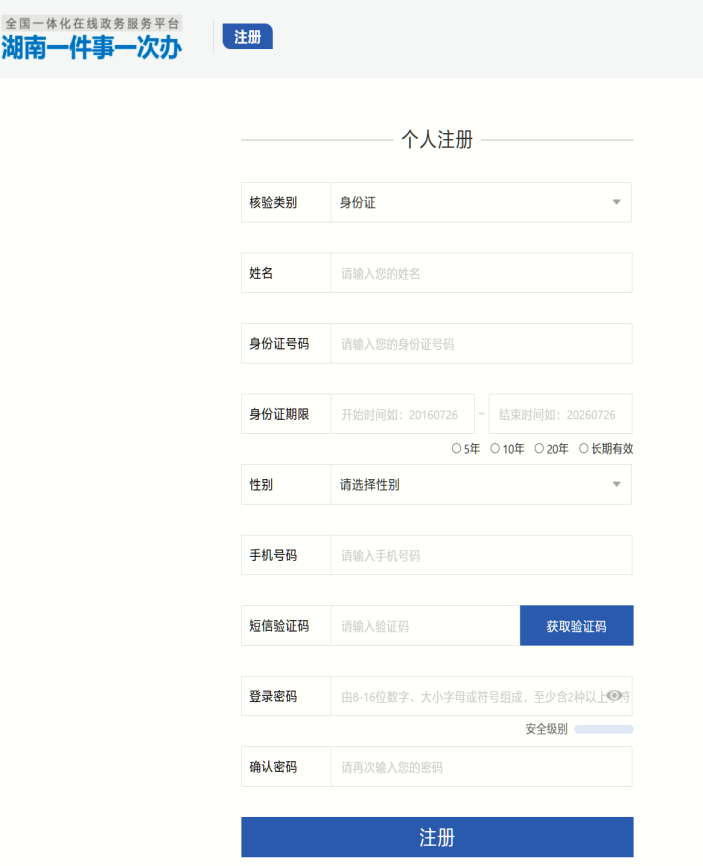 全国一体化在线政务服务平台
湖南一件事一次办
注册
个人注册
核验类别 身份证
姓名 请输入您的姓名
身份证号码 请输入您的身份证号码
身份证期限 开始时间如：20160726 - 结束时间如：20260726
5年 10年 20年 长期有效
性别 请选择性别
手机号码 请输入手机号码
短信验证码 请输入验证码 获取验证码
登录密码 由8-16位数字、大小字母或符号组成，至少含2种以上字符
安全级别
确认密码 请再次输入您的密码
注册